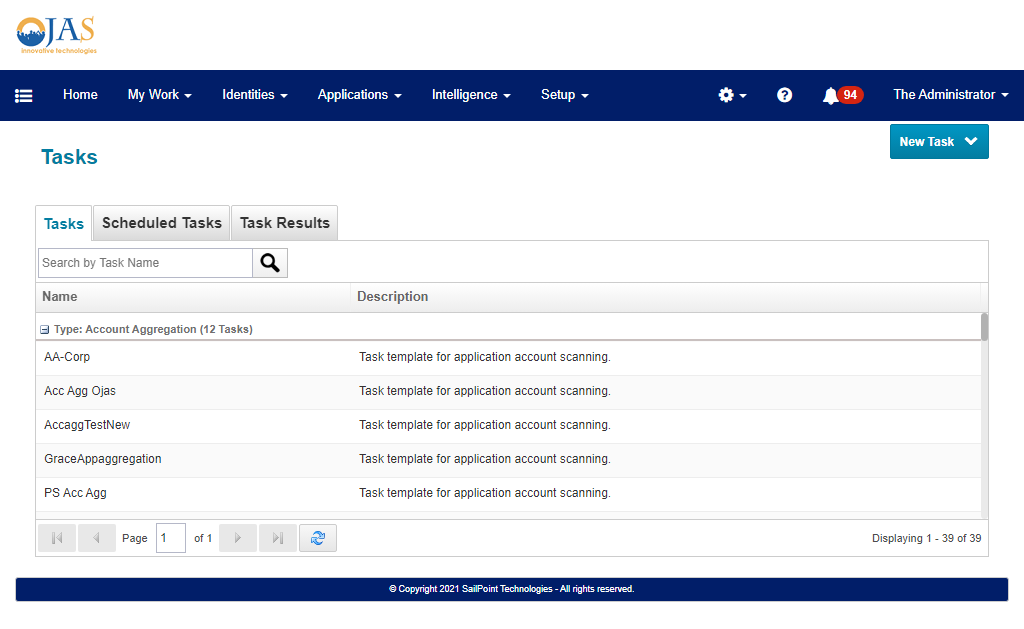 OJAS
innovative technologies
Home My Work Identities Applications Intelligence Setup 94 The Administrator
New Task
Tasks
Tasks Scheduled Tasks Task Results
Search by Task Name
Name Description
Type: Account Aggregation (12 Tasks)
AA-Corp Task template for application account scanning.
Acc Agg Ojas Task template for application account scanning.
AccaggTestNew Task template for application account scanning.
GraceAppaggregation Task template for application account scanning.
PS Acc Agg Task template for application account scanning.
Page 1 of 1 Displaying 1 - 39 of 39
© Copyright 2021 SailPoint Technologies - All rights reserved.